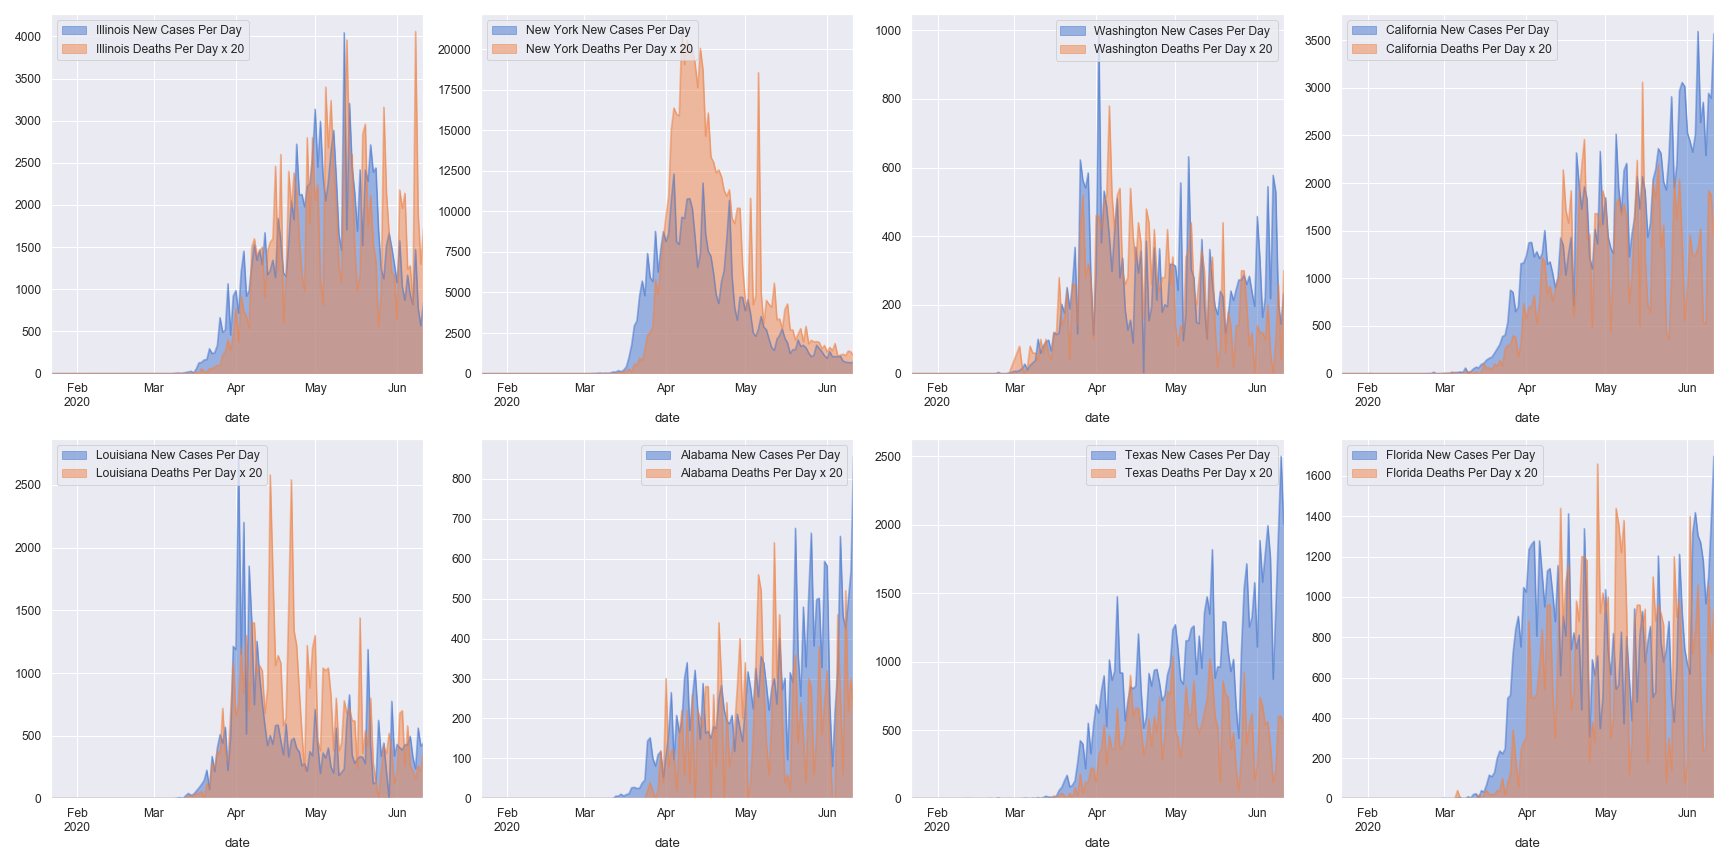 Illinois New Cases Per Day
Illinois Deaths Per Day x 20
4000
3500
3000
2500
2000
1500
1000
500
0
Feb
2020
Mar
Apr
May
Jun
date
New York New Cases Per Day
New York Deaths Per Day x 20
20000
17500
15000
12500
10000
7500
5000
2500
0
Feb
2020
Mar
Apr
May
Jun
date
Washington New Cases Per Day
Washington Deaths Per Day x 20
1000
800
600
400
200
0
Feb
2020
Mar
Apr
May
Jun
date
California New Cases Per Day
California Deaths Per Day x 20
3500
3000
2500
2000
1500
1000
500
0
Feb
2020
Mar
Apr
May
Jun
date
Louisiana New Cases Per Day
Louisiana Deaths Per Day x 20
2500
2000
1500
1000
500
0
Feb
2020
Mar
Apr
May
Jun
date
Alabama New Cases Per Day
Alabama Deaths Per Day x 20
800
700
600
500
400
300
200
100
0
Feb
2020
Mar
Apr
May
Jun
date
Texas New Cases Per Day
Texas Deaths Per Day x 20
2500
2000
1500
1000
500
0
Feb
2020
Mar
Apr
May
Jun
date
Florida New Cases Per Day
Florida Deaths Per Day x 20
1600
1400
1200
1000
800
600
400
200
0
Feb
2020
Mar
Apr
May
Jun
date